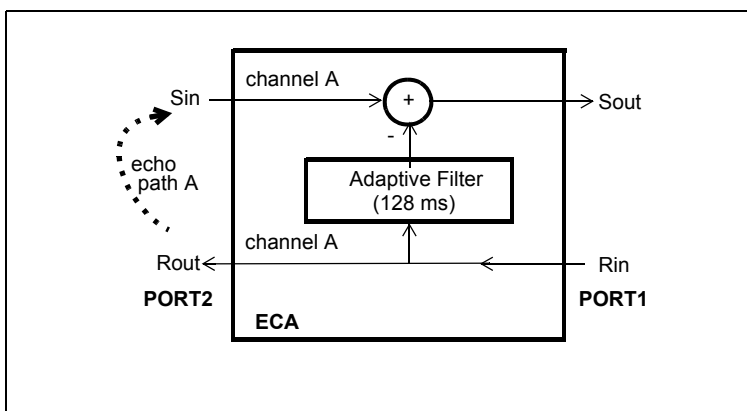 channel A
Sin
+
Sout
-
echo
path A
Adaptive Filter
(128 ms)
channel A
Rout
Rin
PORT2
PORT1
ECA